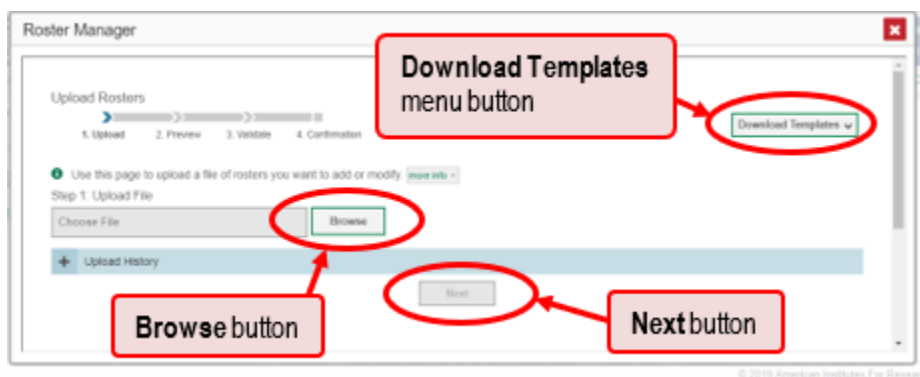 Roster Manager
Download Templates
menu button
Upload Rosters
1. Upload 2. Preview 3. Validate 4. Confirmation
Download Templates
Use this page to upload a file of rosters you want to add or modify. more info
Step 1: Upload File
Choose File Browse
+ Upload History
Next
Browse button
Next button
© 2019 American Institutes For Resear